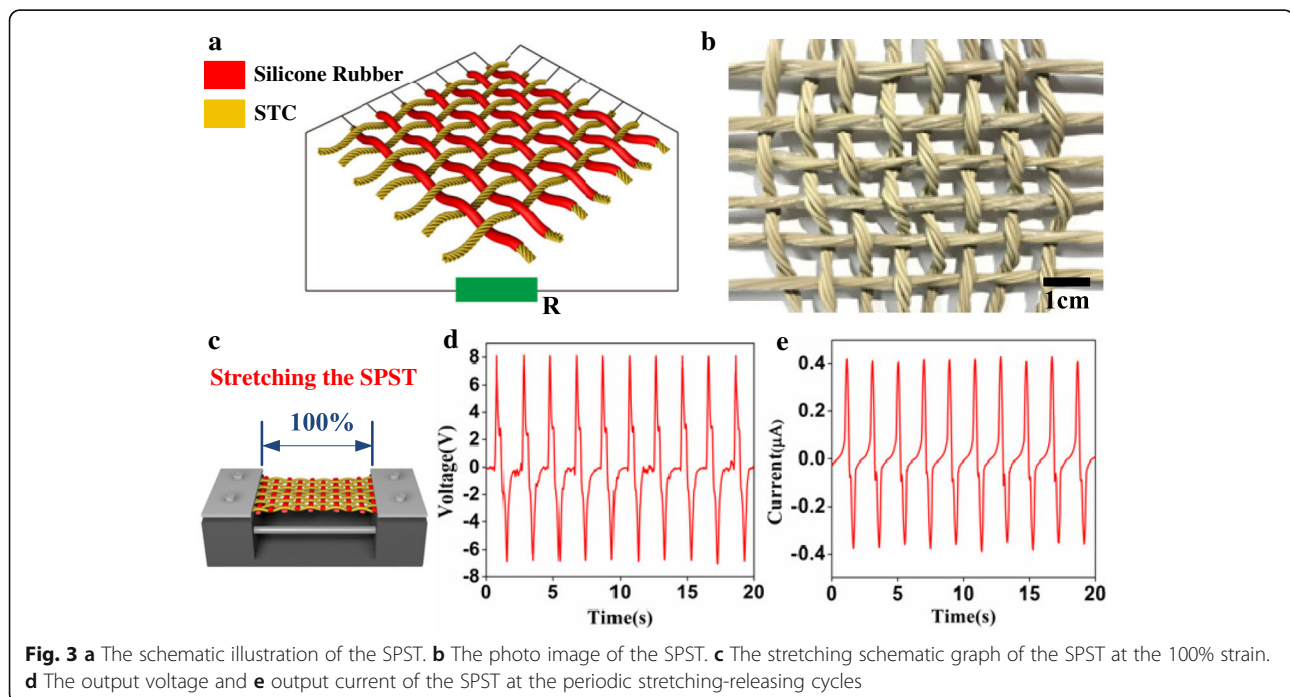 a
Silicone Rubber
STC
R
b
1cm
c
Stretching the SPST
100%
d
Voltage(V)
8
6
4
2
0
-2
-4
-6
-8
0
5
10
15
20
Time(s)
e
Current(μA)
0.4
0.2
0.0
-0.2
-0.4
0
5
10
15
20
Time(s)
Fig. 3 a The schematic illustration of the SPST. b The photo image of the SPST. c The stretching schematic graph of the SPST at the 100% strain.
d The output voltage and e output current of the SPST at the periodic stretching-releasing cycles